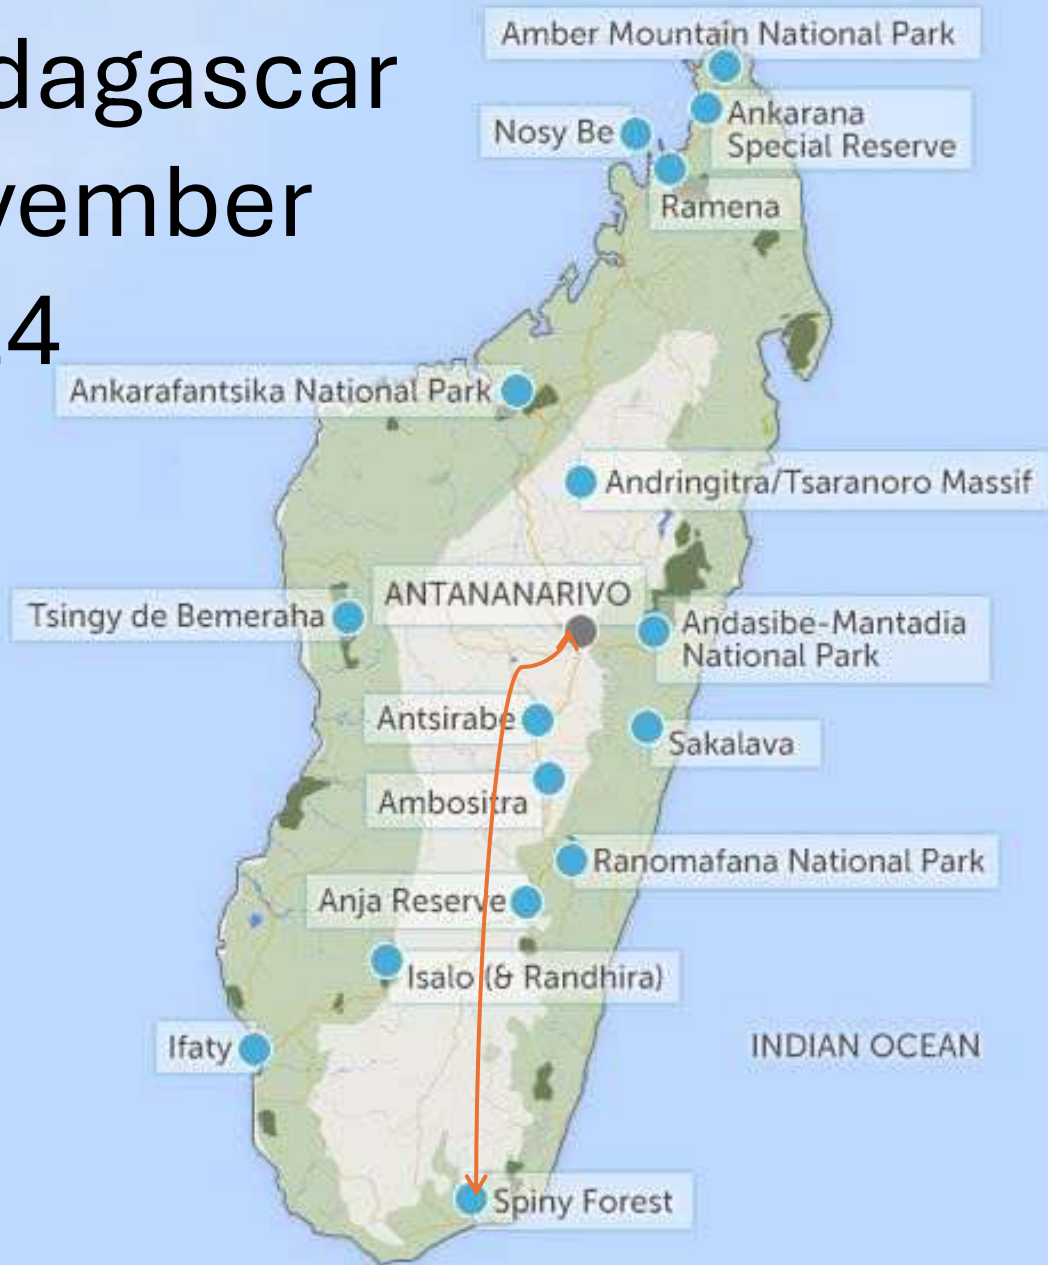 dagascar
vember
4
Amber Mountain National Park
Ankarana
Special Reserve
Nosy Be
Ramena
Ankarafantsika National Park
Andringitra/Tsaranoro Massif
ANTANANARIVO
Tsingy de Bemeraha
Andasibe-Mantadia
National Park
Antsirabe
Sakalava
Ambositra
Ranomafana National Park
Anja Reserve
Isalo (& Randhira)
Ifaty
INDIAN OCEAN
Spiny Forest